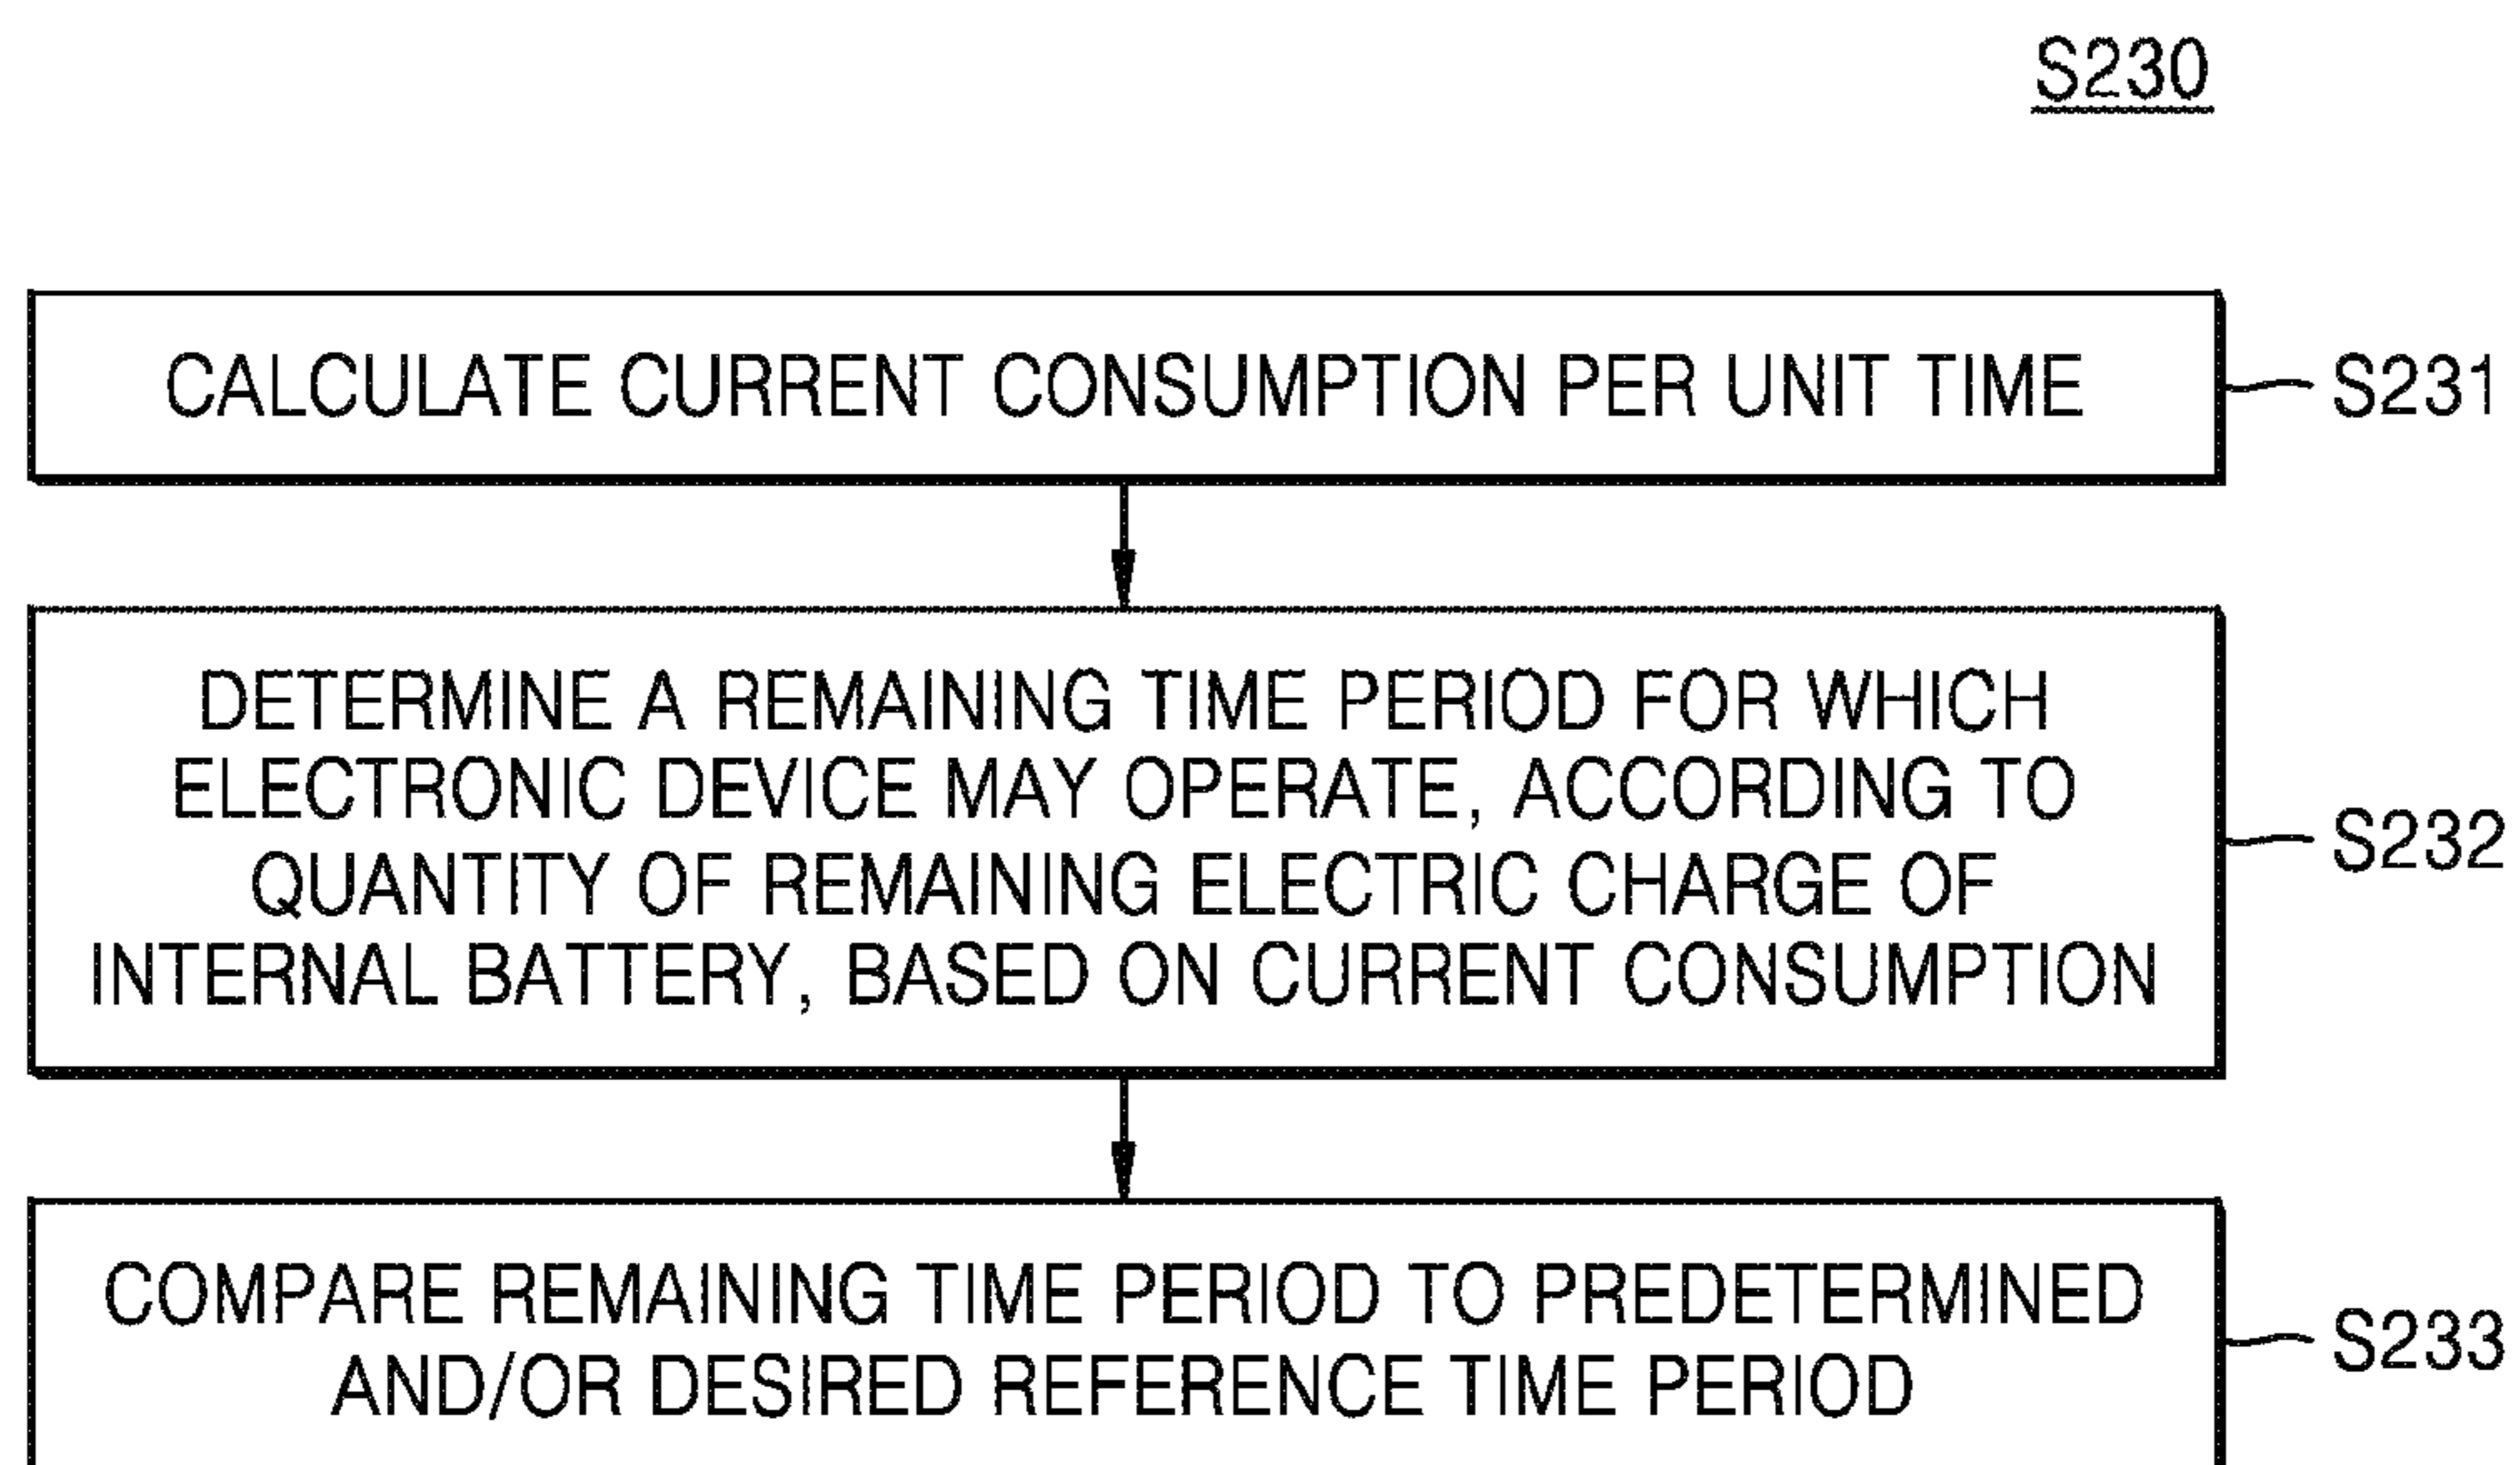 S230
CALCULATE CURRENT CONSUMPTION PER UNIT TIME
S231
DETERMINE A REMAINING TIME PERIOD FOR WHICH
ELECTRONIC DEVICE MAY OPERATE, ACCORDING TO
QUANTITY OF REMAINING ELECTRIC CHARGE OF
INTERNAL BATTERY, BASED ON CURRENT CONSUMPTION
S232
COMPARE REMAINING TIME PERIOD TO PREDETERMINED
AND/OR DESIRED REFERENCE TIME PERIOD
S233